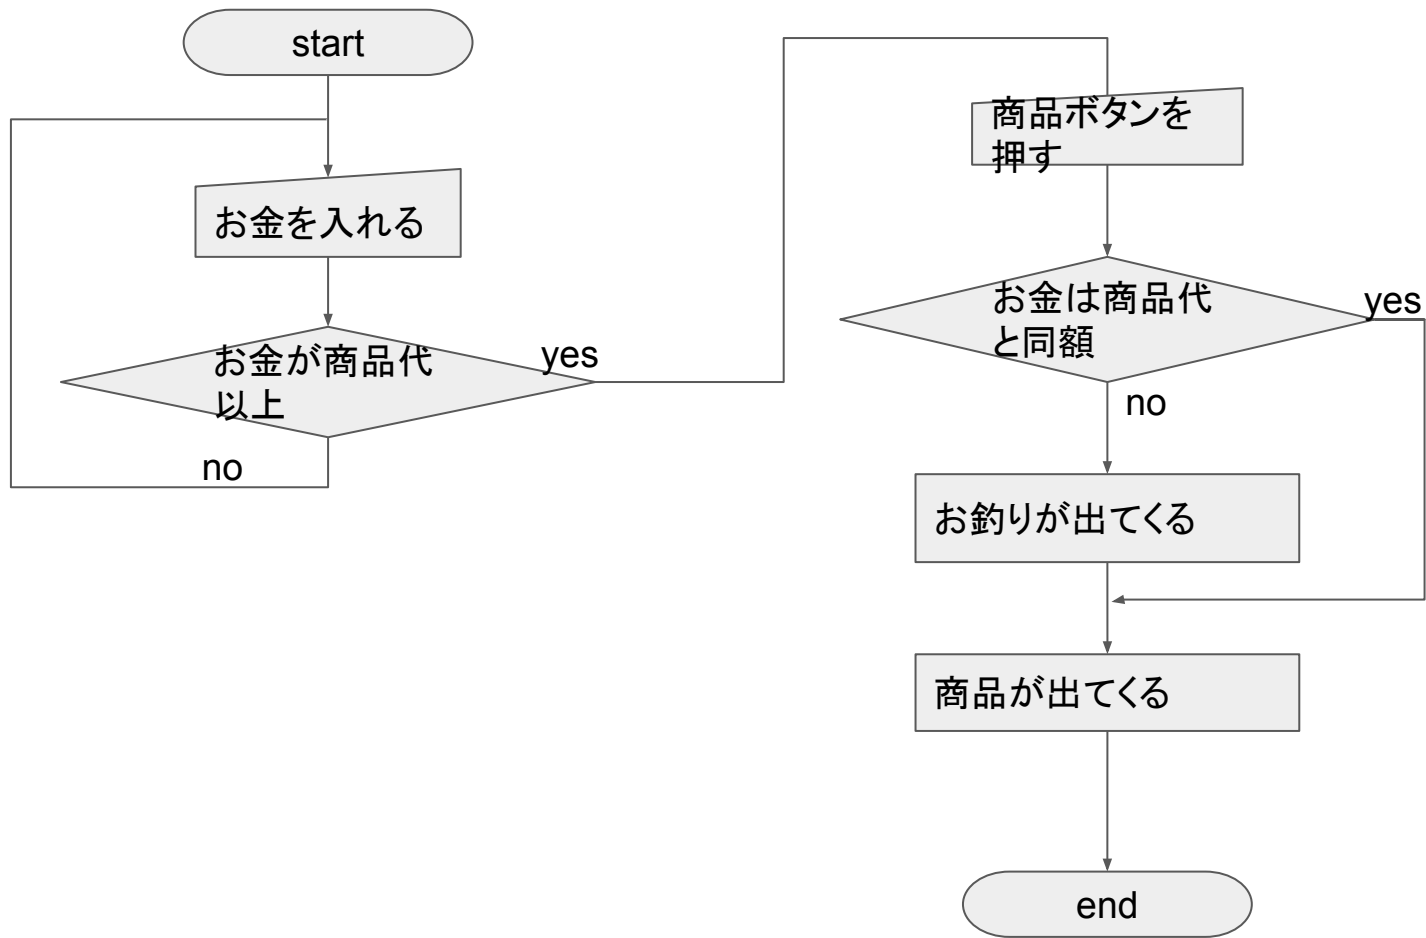 start
お金を入れる
お金が商品代
以上
yes
no
商品ボタンを
押す
お金は商品代
と同額
yes
no
お釣りが出てくる
商品が出てくる
end